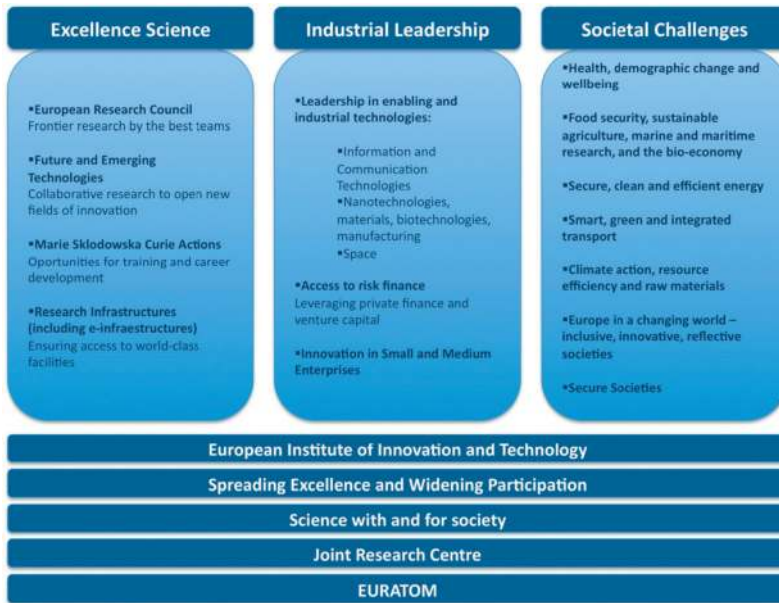 Excellence Science
▪European Research Council
Frontier research by the best teams
▪Future and Emerging
Technologies
Collaborative research to open new
fields of innovation
▪Marie Sklodowska Curie Actions
Oportunities for training and career
development
▪Research Infrastructures
(including e-infraestructures)
Ensuring access to world-class
facilities
Industrial Leadership
▪Leadership in enabling and
industrial technologies:
▪Information and
Communication
Technologies
▪Nanotechnologies,
materials, biotechnologies,
manufacturing
▪Space
▪Access to risk finance
Leveraging private finance and
venture capital
▪Innovation in Small and Medium
Enterprises
Societal Challenges
▪Health, demographic change and
wellbeing
▪Food security, sustainable
agriculture, marine and maritime
research, and the bio-economy
▪Secure, clean and efficient energy
▪Smart, green and integrated
transport
▪Climate action, resource
efficiency and raw materials
▪Europe in a changing world –
inclusive, innovative, reflective
societies
▪Secure Societies
European Institute of Innovation and Technology
Spreading Excellence and Widening Participation
Science with and for society
Joint Research Centre
EURATOM